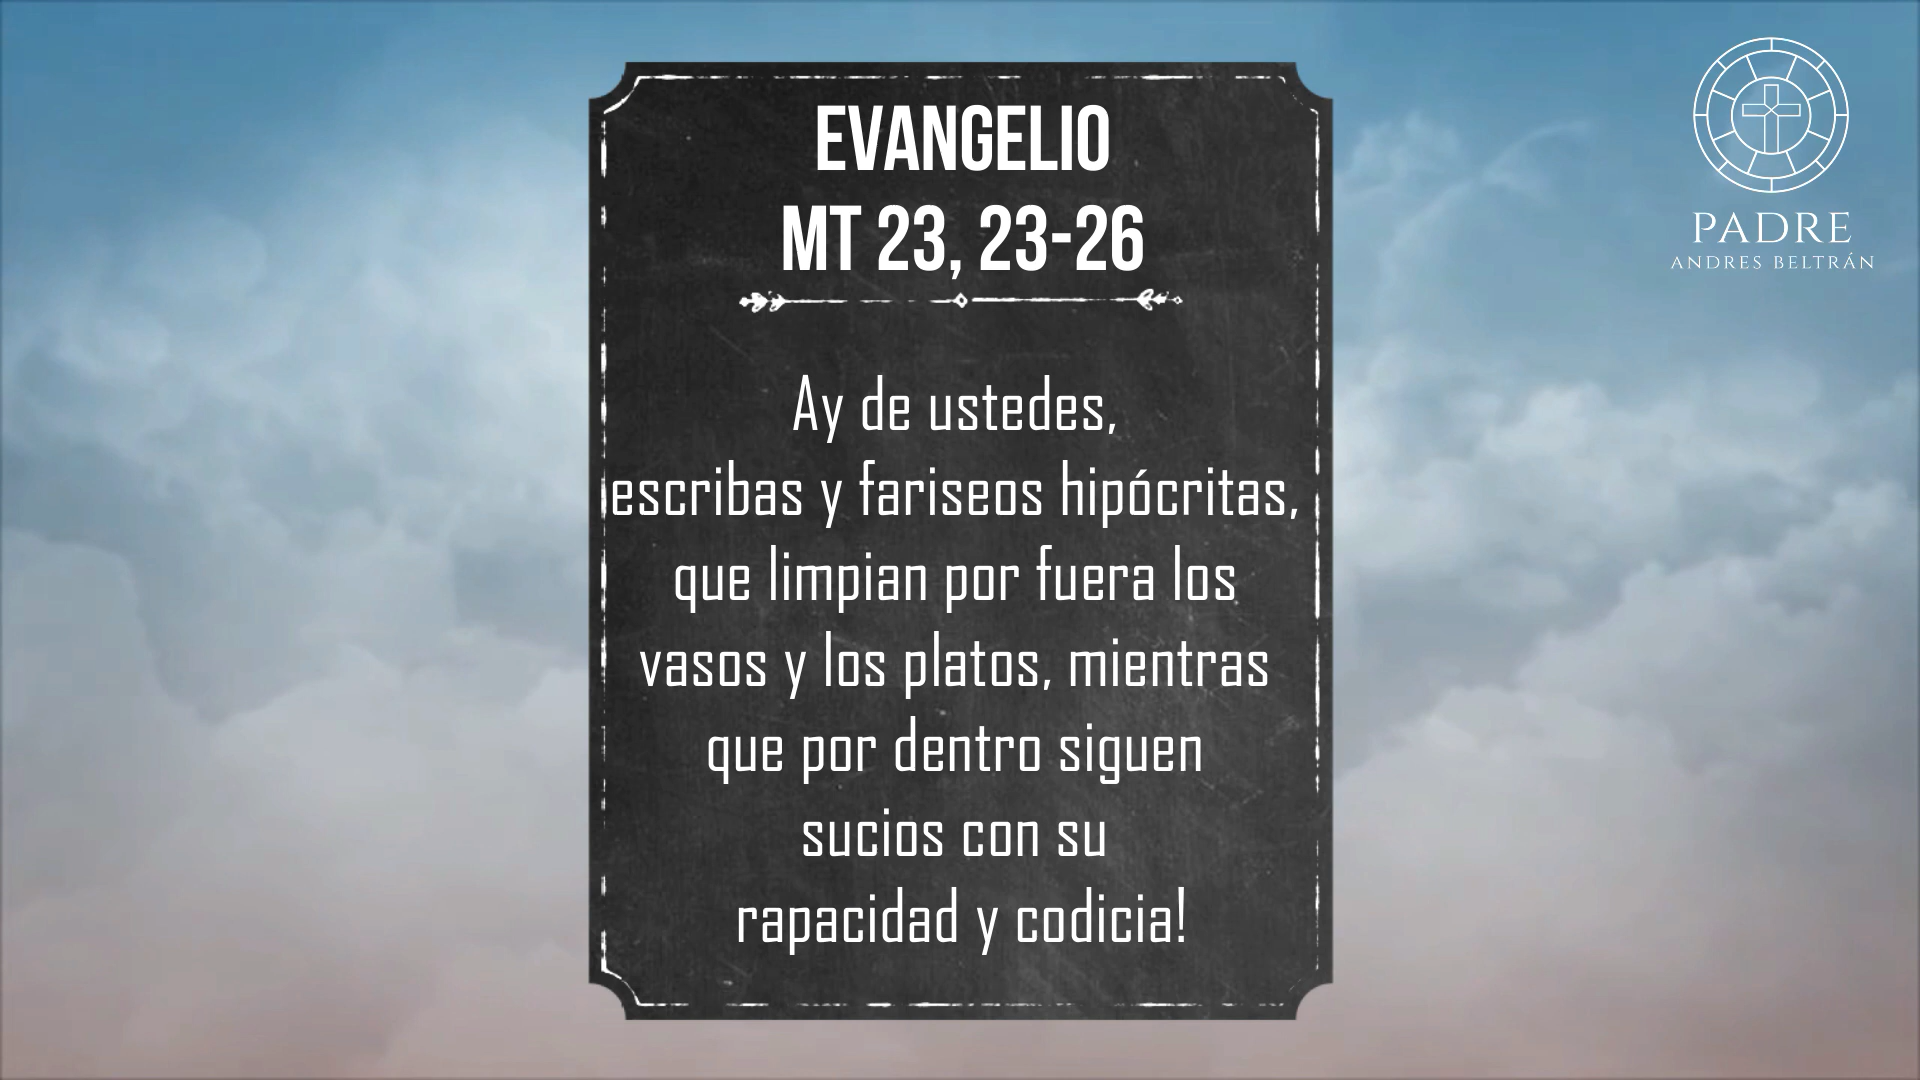 EVANGELIO
MT 23, 23-26
Ay de ustedes,
escribas y fariseos hipócritas,
que limpian por fuera los
vasos y los platos, mientras
que por dentro siguen
sucios con su
rapacidad y codicia!
PADRE
ANDRES BELTRÁN